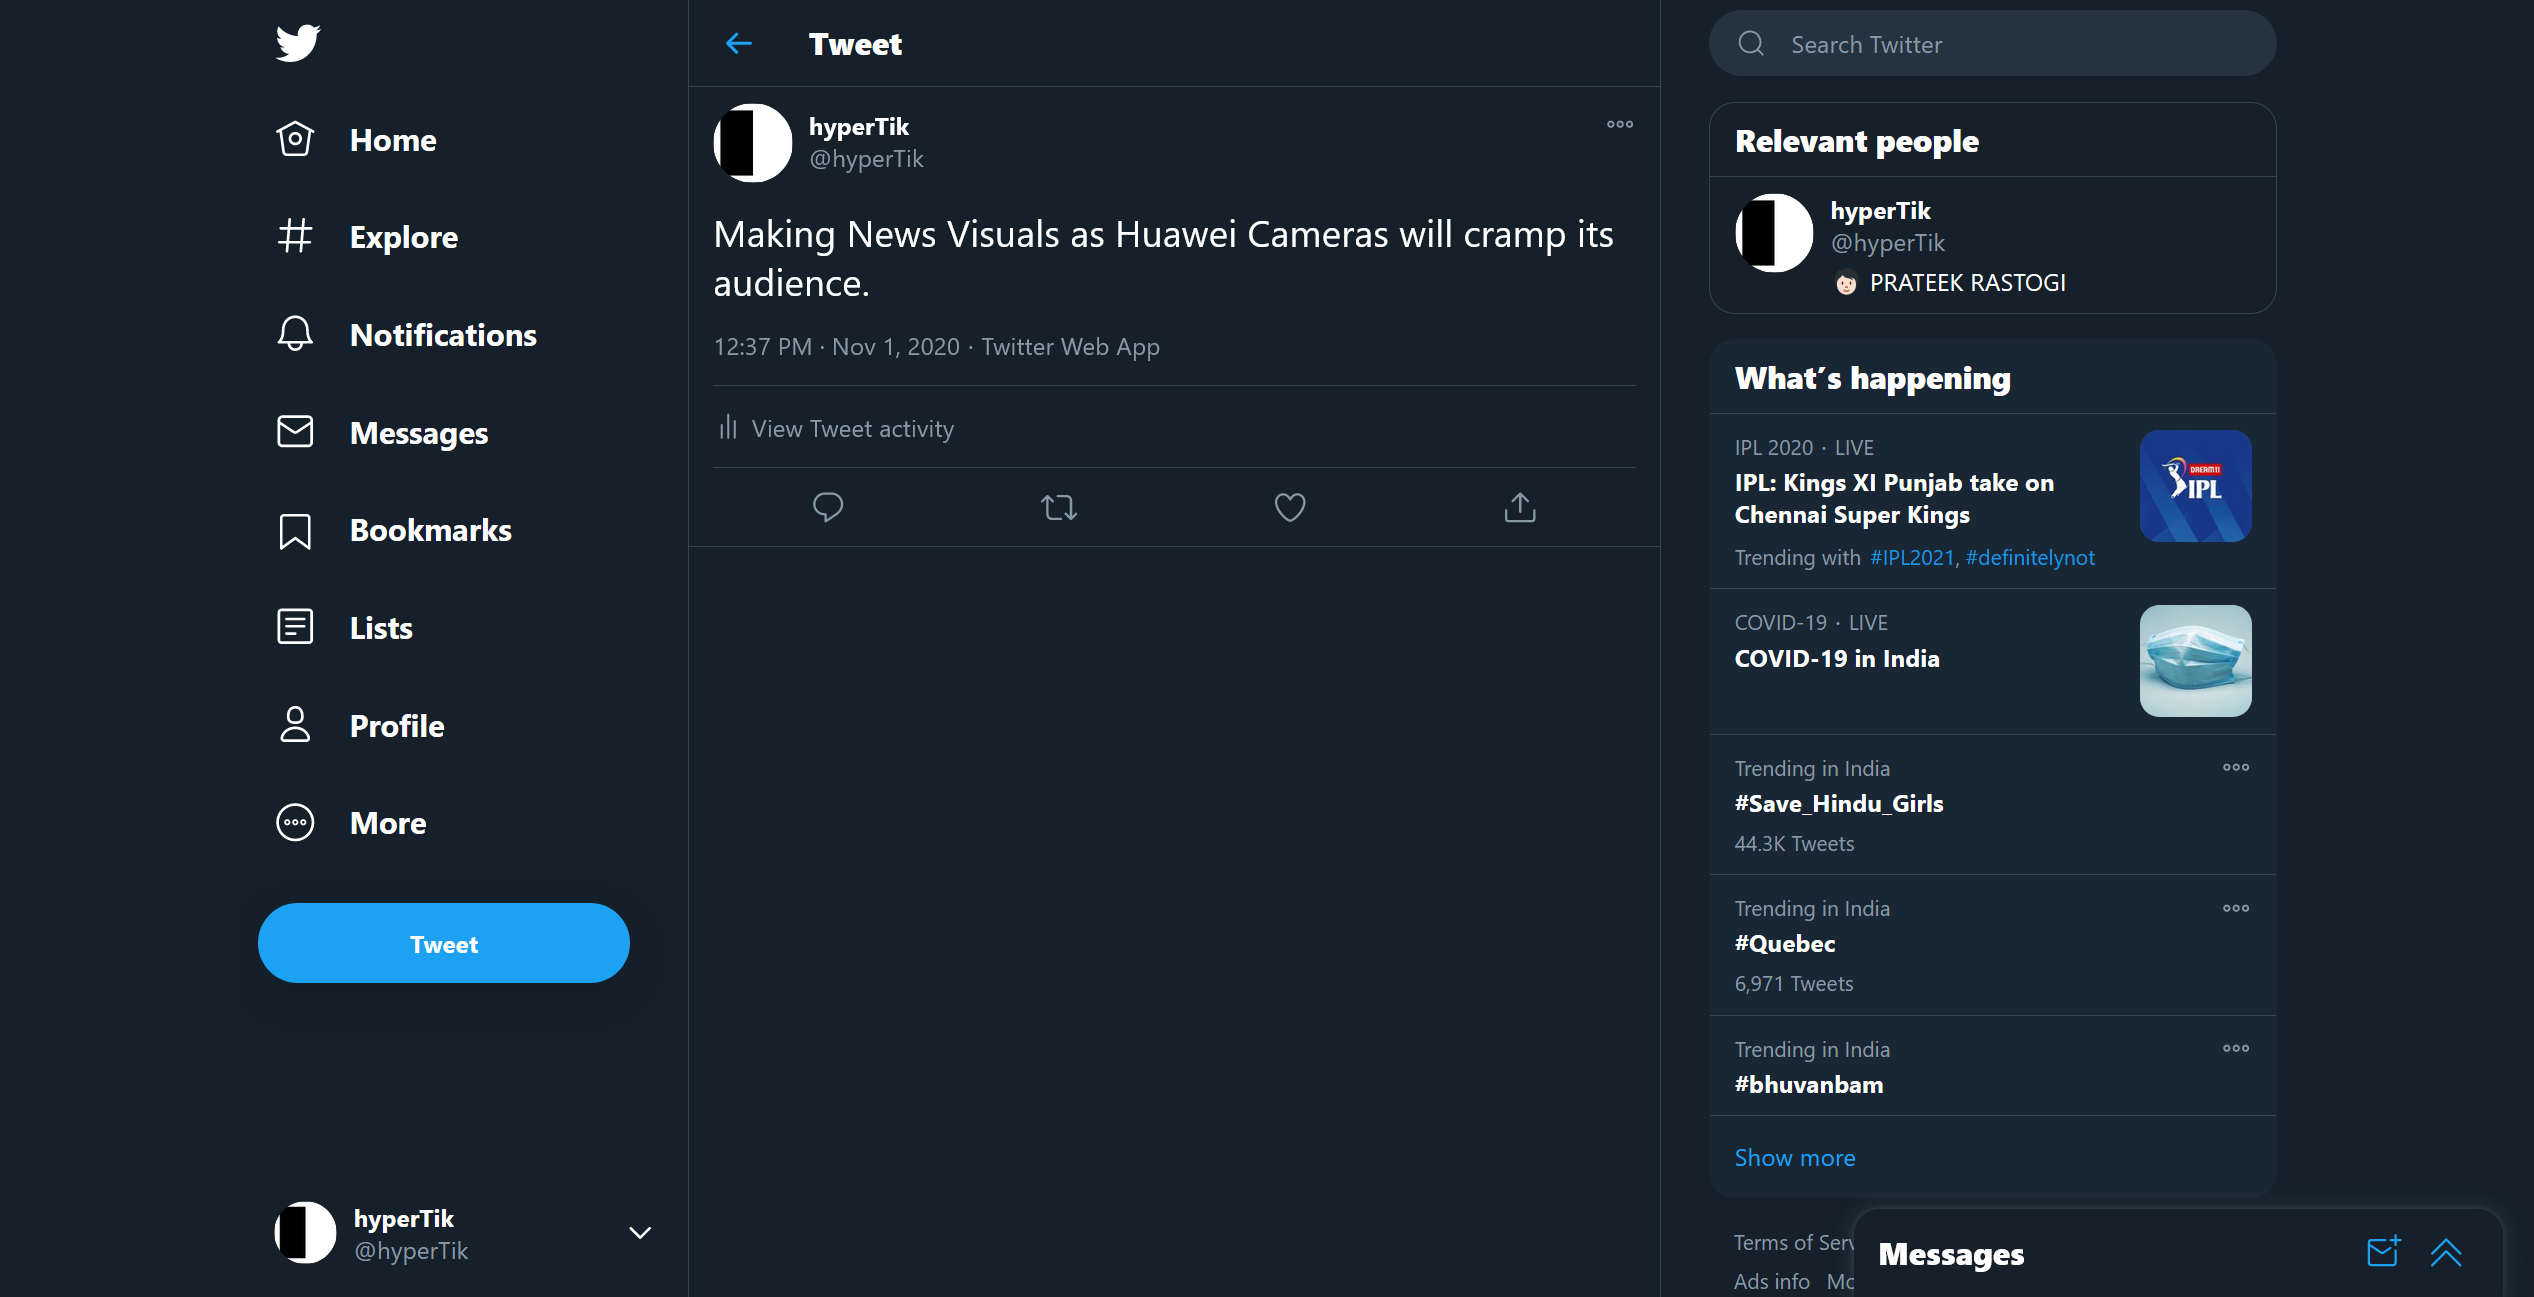 Home
Explore
Notifications
Messages
Bookmarks
Lists
Profile
More
Tweet
hyperTik
@hyperTik
Tweet
hyperTik
@hyperTik
Making News Visuals as Huawei Cameras will cramp its
audience.
12:37 PM · Nov 1, 2020 · Twitter Web App
View Tweet activity
Search Twitter
Relevant people
hyperTik
@hyperTik
PRATEEK RASTOGI
What´s happening
IPL 2020 · LIVE
IPL: Kings XI Punjab take on
Chennai Super Kings
Trending with #IPL2021, #definitelynot
DREAM11
IPL
COVID-19 · LIVE
COVID-19 in India
Trending in India
#Save_Hindu_Girls
44.3K Tweets
Trending in India
#Quebec
6,971 Tweets
Trending in India
#bhuvanbam
Show more
Terms of
Ads info
Messages